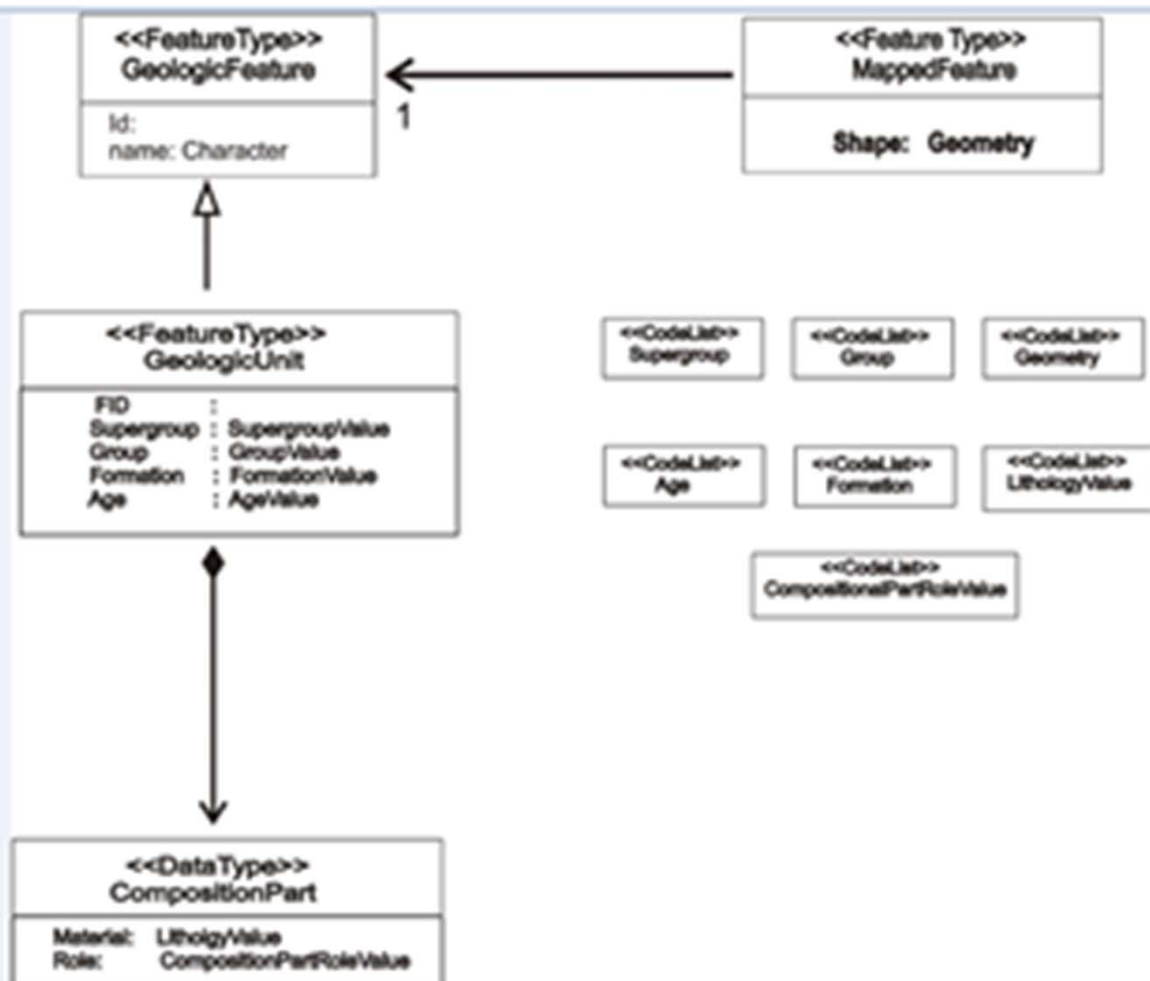 <<FeatureType>>
GeologicFeature
Id:
name: Character
1
<<Feature Type>>
MappedFeature
Shape: Geometry
<<FeatureType>>
GeologicUnit
FID :
Supergroup : SupergroupValue
Group : GroupValue
Formation : FormationValue
Age : AgeValue
<<CodeList>>
Supergroup
<<CodeList>>
Group
<<CodeList>>
Geometry
<<CodeList>>
Age
<<CodeList>>
Formation
<<CodeList>>
LithologyValue
<<CodeList>>
CompositionalPartRoleValue
<<DataType>>
CompositionPart
Material: LitholgyValue
Role: CompositionPartRoleValue